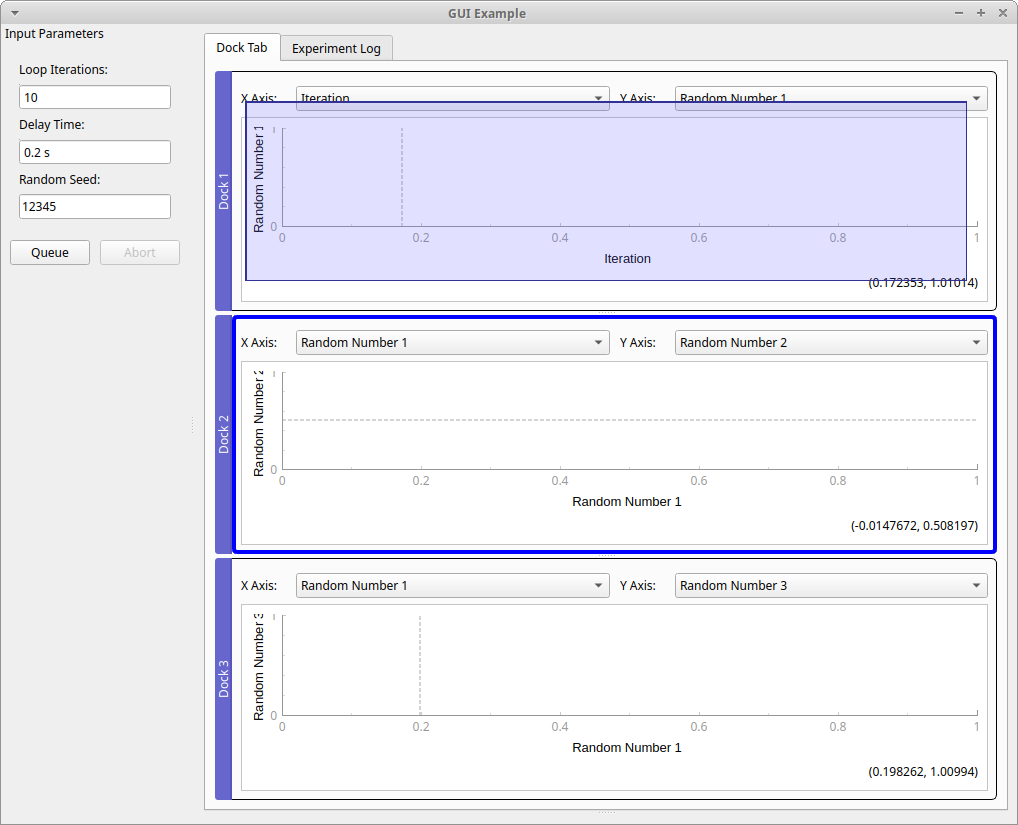 GUI Example
Input Parameters
Loop Iterations:
10
Delay Time:
0.2 s
Random Seed:
12345
Queue Abort
Dock Tab Experiment Log
Dock 1
X Axis: Iteration Y Axis: Random Number 1
Random Number 1
1
0
0 0.2 0.4 0.6 0.8 1
Iteration
(0.172353, 1.01014)
Dock 2
X Axis: Random Number 1 Y Axis: Random Number 2
Random Number 2
1
0
0 0.2 0.4 0.6 0.8 1
Random Number 1
(-0.0147672, 0.508197)
Dock 3
X Axis: Random Number 1 Y Axis: Random Number 3
Random Number 3
1
0
0 0.2 0.4 0.6 0.8 1
Random Number 1
(0.198262, 1.00994)